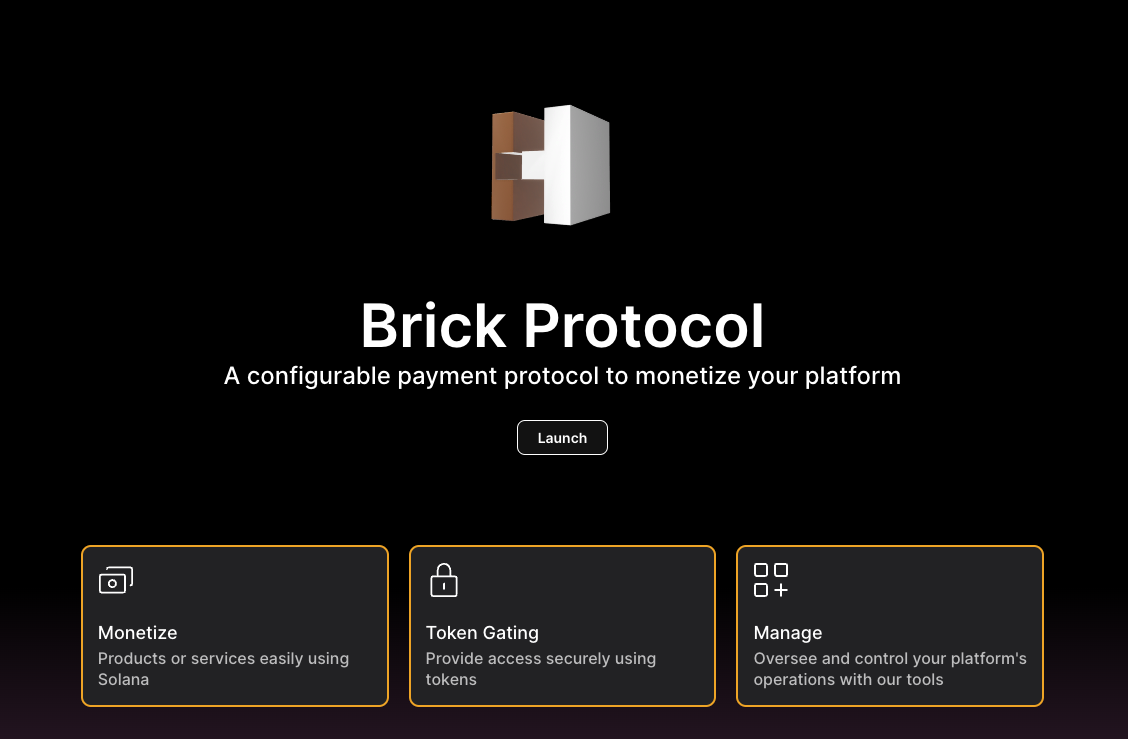 Brick Protocol
A configurable payment protocol to monetize your platform
Launch
Monetize
Products or services easily using
Solana
Token Gating
Provide access securely using
tokens
Manage
Oversee and control your platform's
operations with our tools